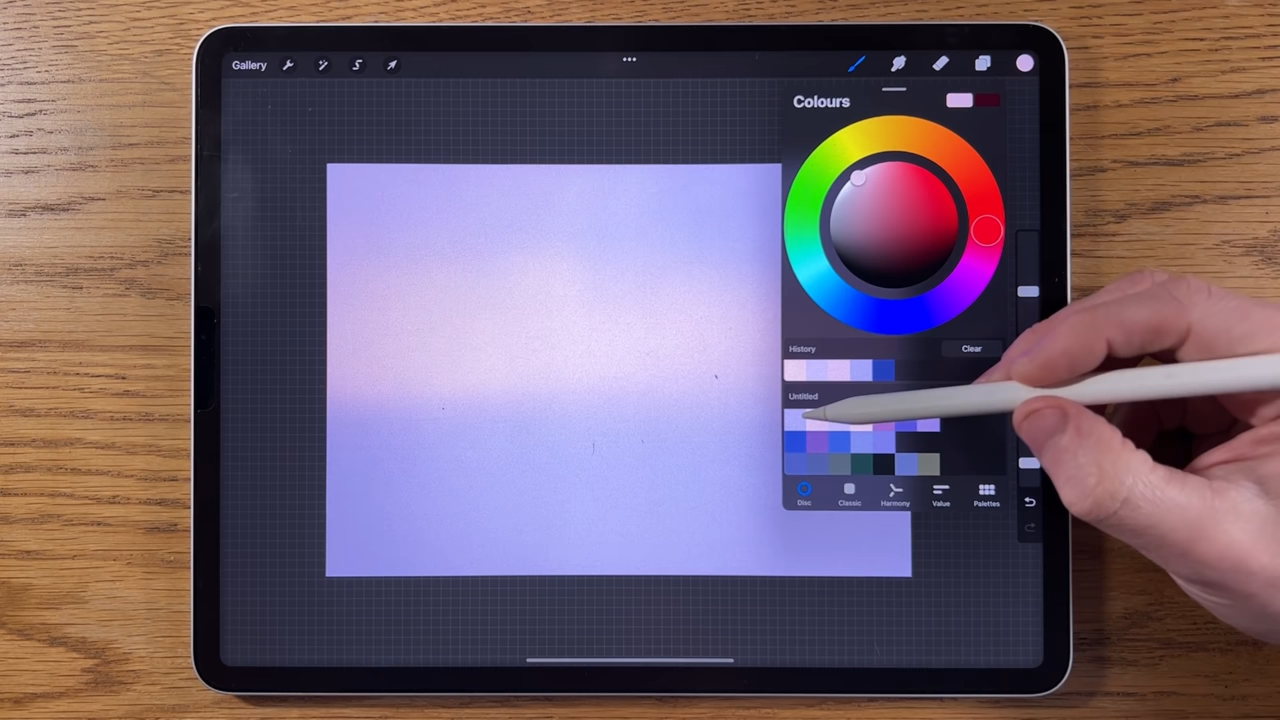 Gallery
Colours
History
Clear
Untitled
Disc
Classic
Harmony
Value
Palettes